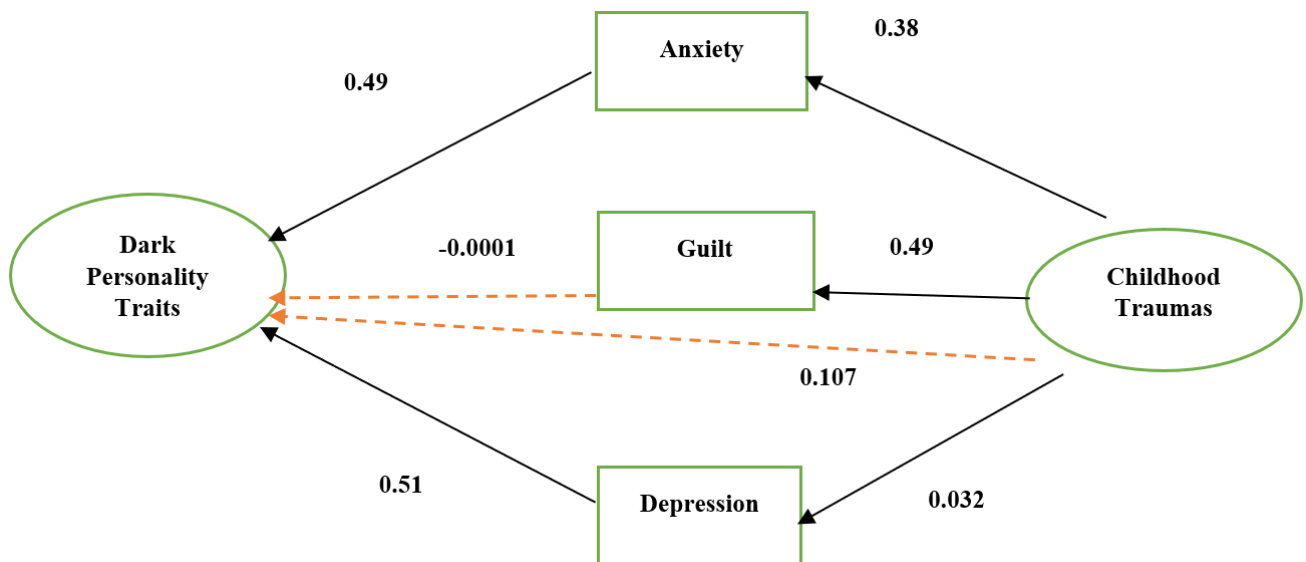 0.38
Anxiety
0.49
Dark
Personality
Traits
-0.0001
Guilt
0.49
Childhood
Traumas
0.107
0.51
Depression
0.032